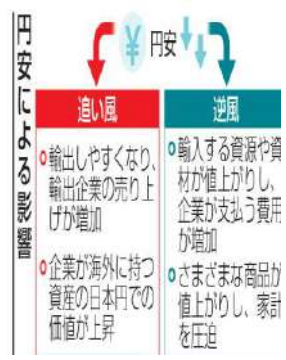 円安による影響
¥ 円安
追い風
輸出しやすくなり、
輸出企業の売り上
げが増加
企業が海外に持つ
資産の日本円での
価値が上昇
逆風
輸入する資源や資
材が値上がりし、
企業が支払う費用
が増加
さまざまな商品が
値上がりし、家計
を圧迫